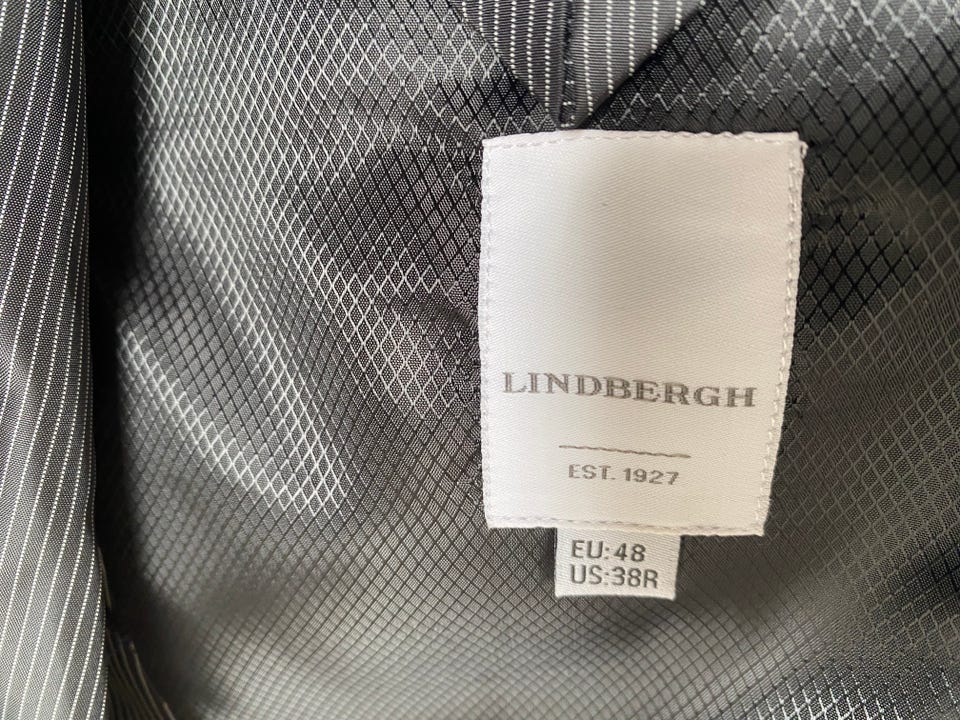 LINDBERGH
EST. 1927
EU: 48
US:38R